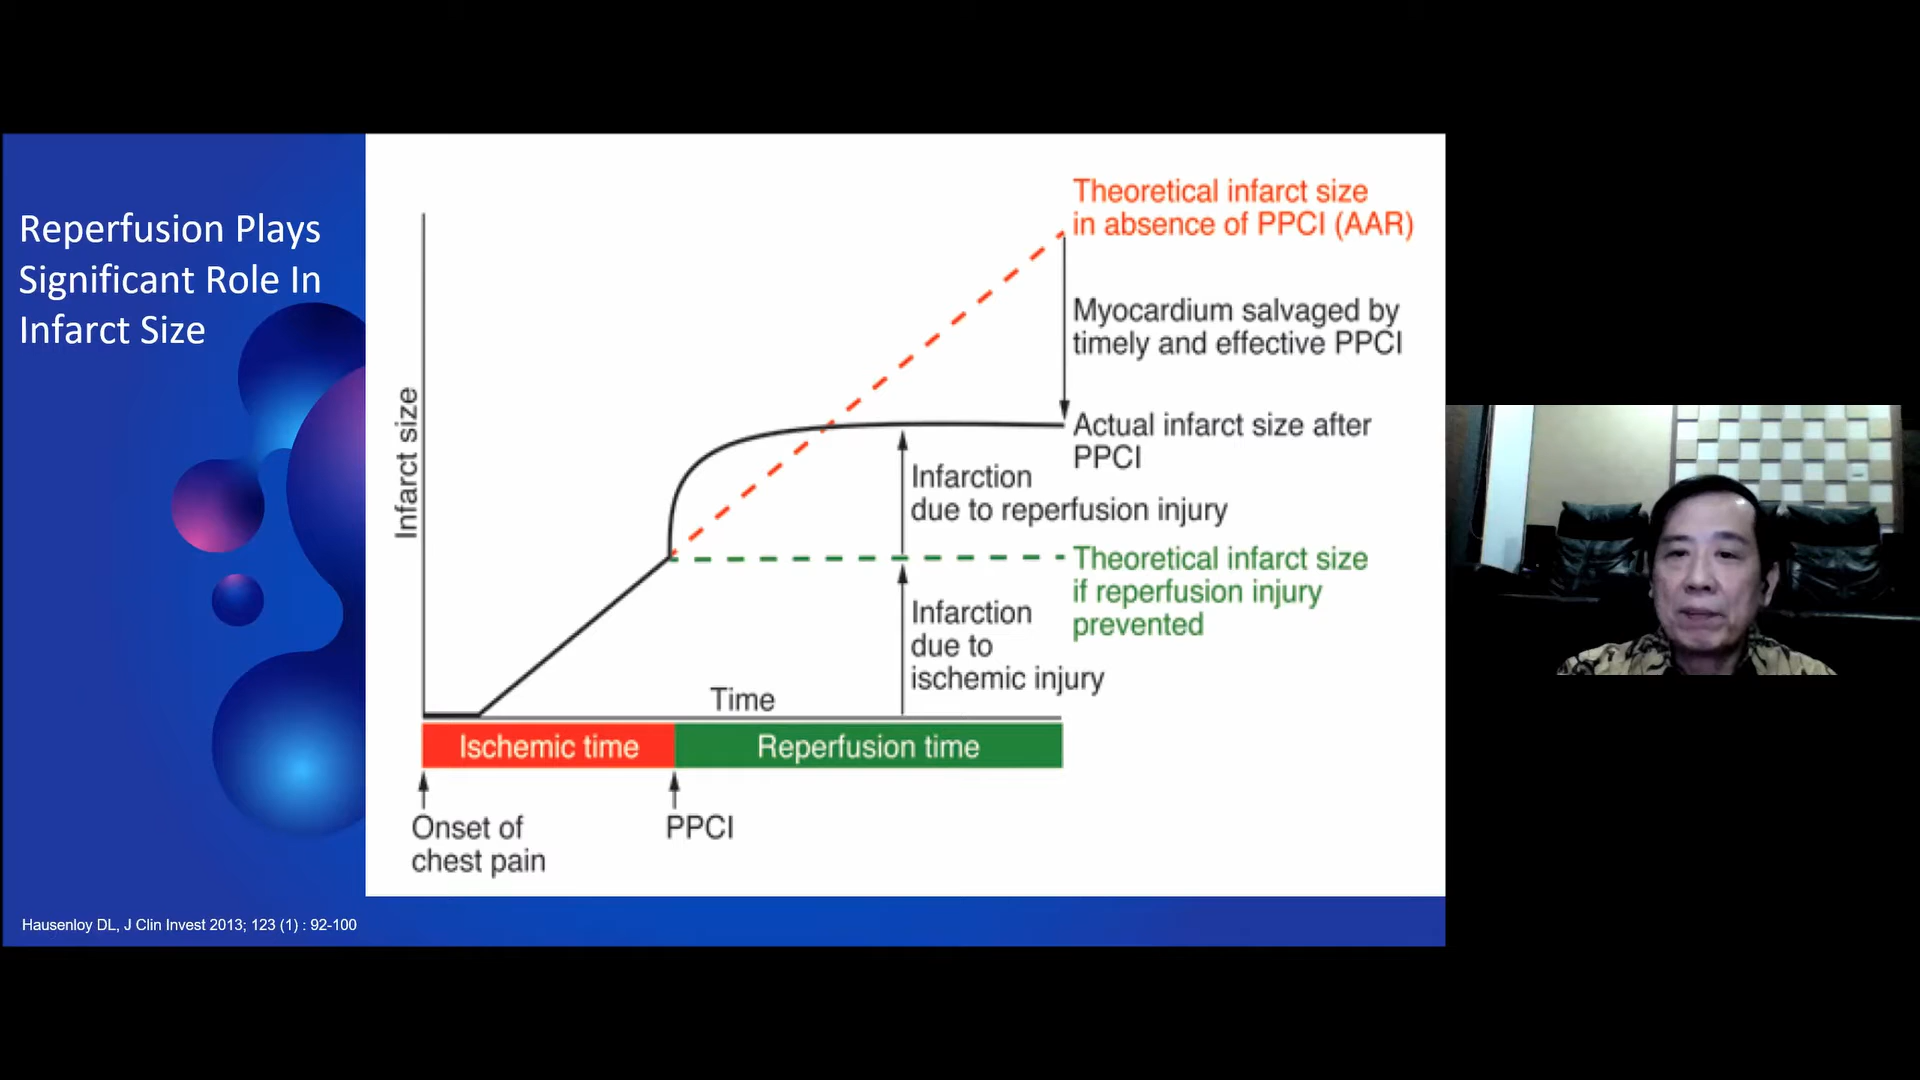 Reperfusion Plays
Significant Role In
Infarct Size
Theoretical infarct size
in absence of PPCI (AAR)
Myocardium salvaged by
timely and effective PPCI
Actual infarct size after
PPCI
Infarct size
Infarction
due to reperfusion injury
Theoretical infarct size
if reperfusion injury
prevented
Infarction
due to
ischemic injury
Time
Ischemic time
Reperfusion time
Onset of
chest pain
PPCI
Hausenloy DL, J Clin Invest 2013; 123 (1) : 92-100